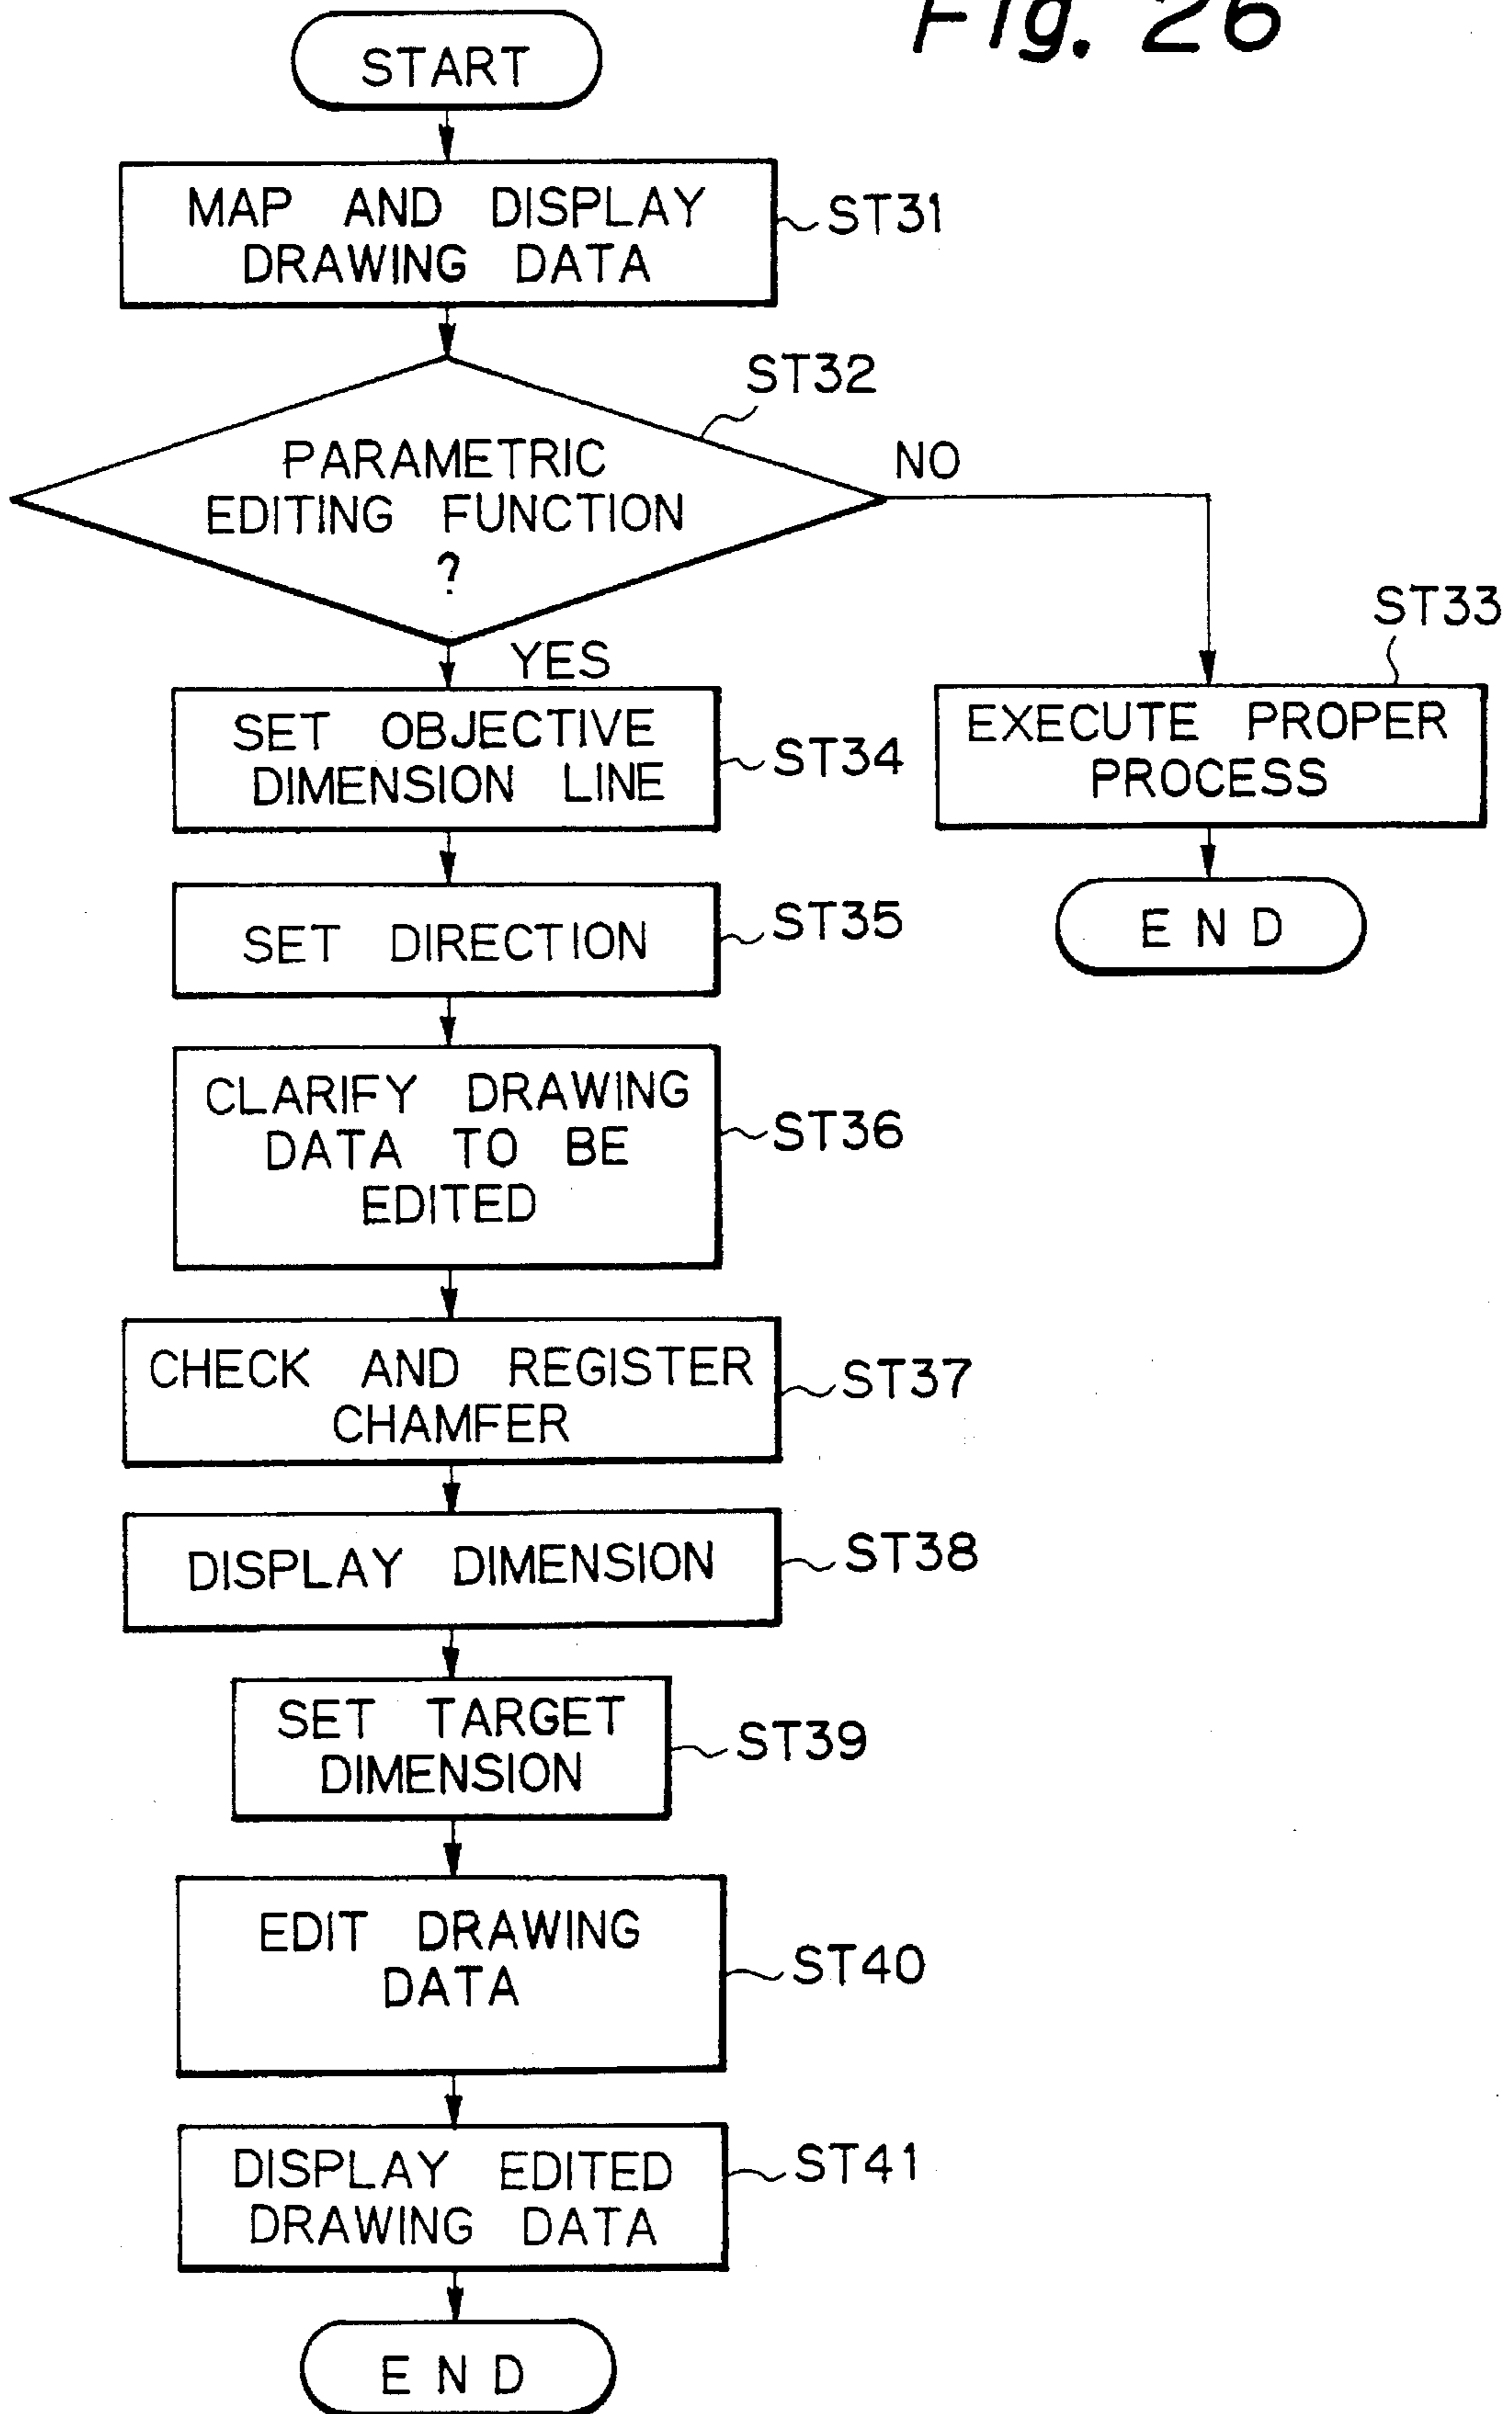 Fig. 26
START
MAP AND DISPLAY
DRAWING DATA
ST31
ST32
PARAMETRIC
EDITING FUNCTION
?
NO
YES
ST33
EXECUTE PROPER
PROCESS
END
SET OBJECTIVE
DIMENSION LINE
ST34
SET DIRECTION
ST35
CLARIFY DRAWING
DATA TO BE
EDITED
ST36
CHECK AND REGISTER
CHAMFER
ST37
DISPLAY DIMENSION
ST38
SET TARGET
DIMENSION
ST39
EDIT DRAWING
DATA
ST40
DISPLAY EDITED
DRAWING DATA
ST41
END